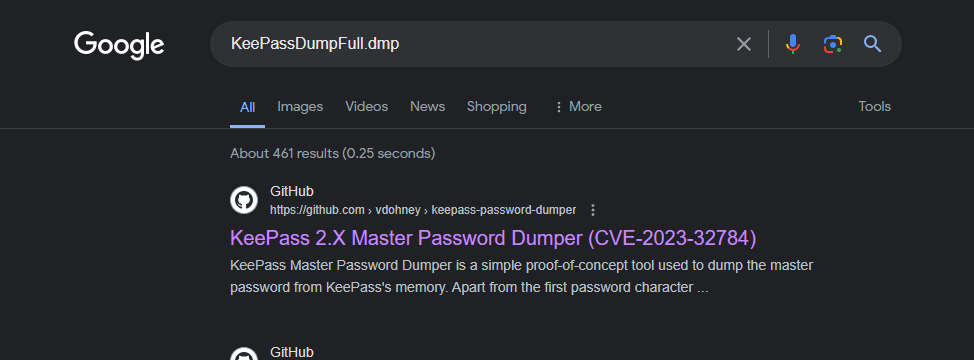 Google
KeePassDumpFull.dmp
All Images Videos News Shopping More Tools
About 461 results (0.25 seconds)
GitHub
https://github.com › vdohney › keepass-password-dumper
KeePass 2.X Master Password Dumper (CVE-2023-32784)
KeePass Master Password Dumper is a simple proof-of-concept tool used to dump the master
password from KeePass's memory. Apart from the first password character ...
GitHub